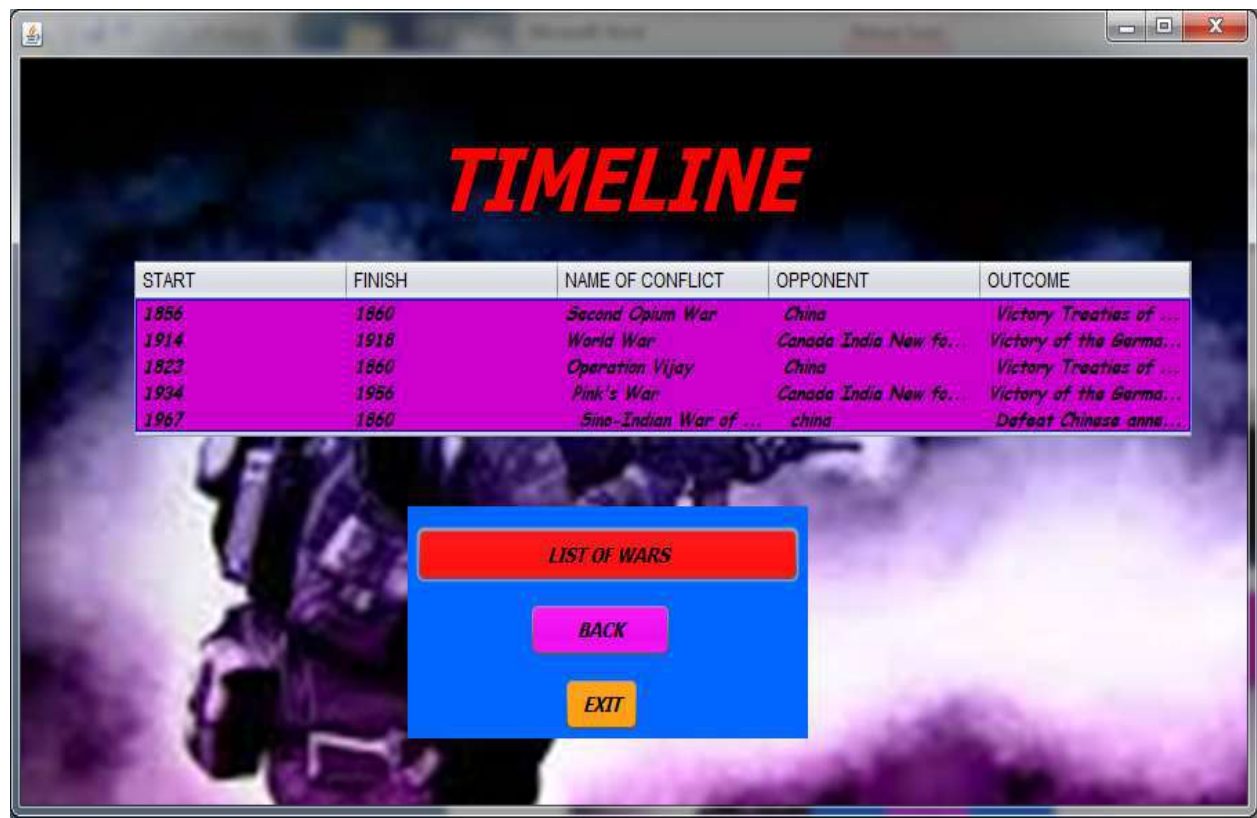 TIMELINE
START FINISH NAME OF CONFLICT OPPONENT OUTCOME
1856 1860 Second Opium War China Victory Treaties of ...
1914 1918 World War Canada India New fo... Victory of the Germa...
1823 1860 Operation Vijay China Victory Treaties of ...
1934 1956 Pink's War Canada India New fo... Victory of the Germa...
1967 1860 Sino-Indian War of ... china Defeat Chinese anne...
LIST OF WARS
BACK
EXIT